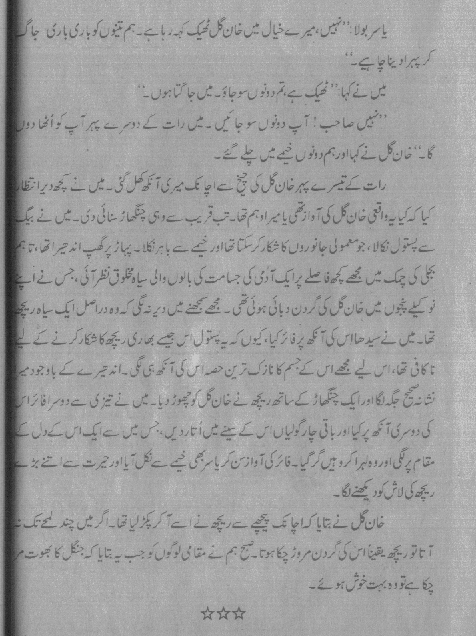 یاسر بولا: ’’نہیں، میرے خیال میں خان گل ٹھیک کہہ رہا ہے۔ ہم تینوں کو باری باری جاگ
کر پہرا دینا چاہیے۔‘‘
میں نے کہا: ’’ٹھیک ہے، تم دونوں سو جاؤ۔ میں جاگتا ہوں۔‘‘
’’نہیں صاحب! آپ دونوں سو جائیں۔ میں رات کے دوسرے پہر آپ کو اُٹھا دوں
گا۔‘‘ خان گل نے کہا اور ہم دونوں خیمے میں چلے گئے۔
رات کے تیسرے پہر خان گل کی چیخ سے اچانک میری آنکھ کھل گئی۔ میں نے کچھ دیر انتظار
کیا کہ کیا یہ واقعی خان گل کی آواز تھی یا میرا وہم تھا۔ تب قریب سے وہی چنگھاڑ سنائی دی۔ میں نے بیگ
سے پستول نکالا، جو معمولی جانوروں کا شکار کر سکتا تھا اور خیمے سے باہر نکلا۔ پہاڑ پر گھپ اندھیرا تھا، تاہم
بجلی کی چمک میں مجھے کچھ فاصلے پر ایک آدمی کی جسامت کی بالوں والی سیاہ مخلوق نظر آئی، جس نے اپنے
نوکیلے پنجوں میں خان گل کی گردن دبائی ہوئی تھی۔ مجھے سمجھنے میں دیر نہ لگی کہ وہ دراصل ایک سیاہ ریچھ
تھا۔ میں نے سیدھا اس کی آنکھ پر فائر کیا، کیوں کہ یہ پستول اس جیسے بھاری ریچھ کا شکار کرنے کے لیے
ناکافی تھا، اس لیے مجھے اس کے جسم کا نازک ترین حصہ اس کی آنکھ ہی لگی۔ اندھیرے کے باوجود میرا
نشانہ صحیح جگہ لگا اور ایک چنگھاڑ کے ساتھ ریچھ نے خان گل کو چھوڑ دیا۔ میں نے تیزی سے دوسرا فائر اس
کی دوسری آنکھ پر کیا اور باقی چار گولیاں اس کے سینے میں اُتار دیں، جس میں سے ایک اس کے دل کے
مقام پر لگی اور وہ لہرا کر وہیں گر گیا۔ فائر کی آواز سن کر یاسر بھی خیمے سے نکل آیا اور حیرت سے اتنے بڑے
ریچھ کی لاش کو دیکھنے لگا۔
خان گل نے بتایا کہ اچانک پیچھے سے ریچھ نے اسے آ کر پکڑ لیا تھا۔ اگر میں چند لمحے تک نہ
آتا تو ریچھ یقیناً اس کی گردن مروڑ چکا ہوتا۔ صبح ہم نے مقامی لوگوں کو جب یہ بتایا کہ جنگل کا بھوت مر
چکا ہے تو وہ بہت خوش ہوئے۔
☆☆☆